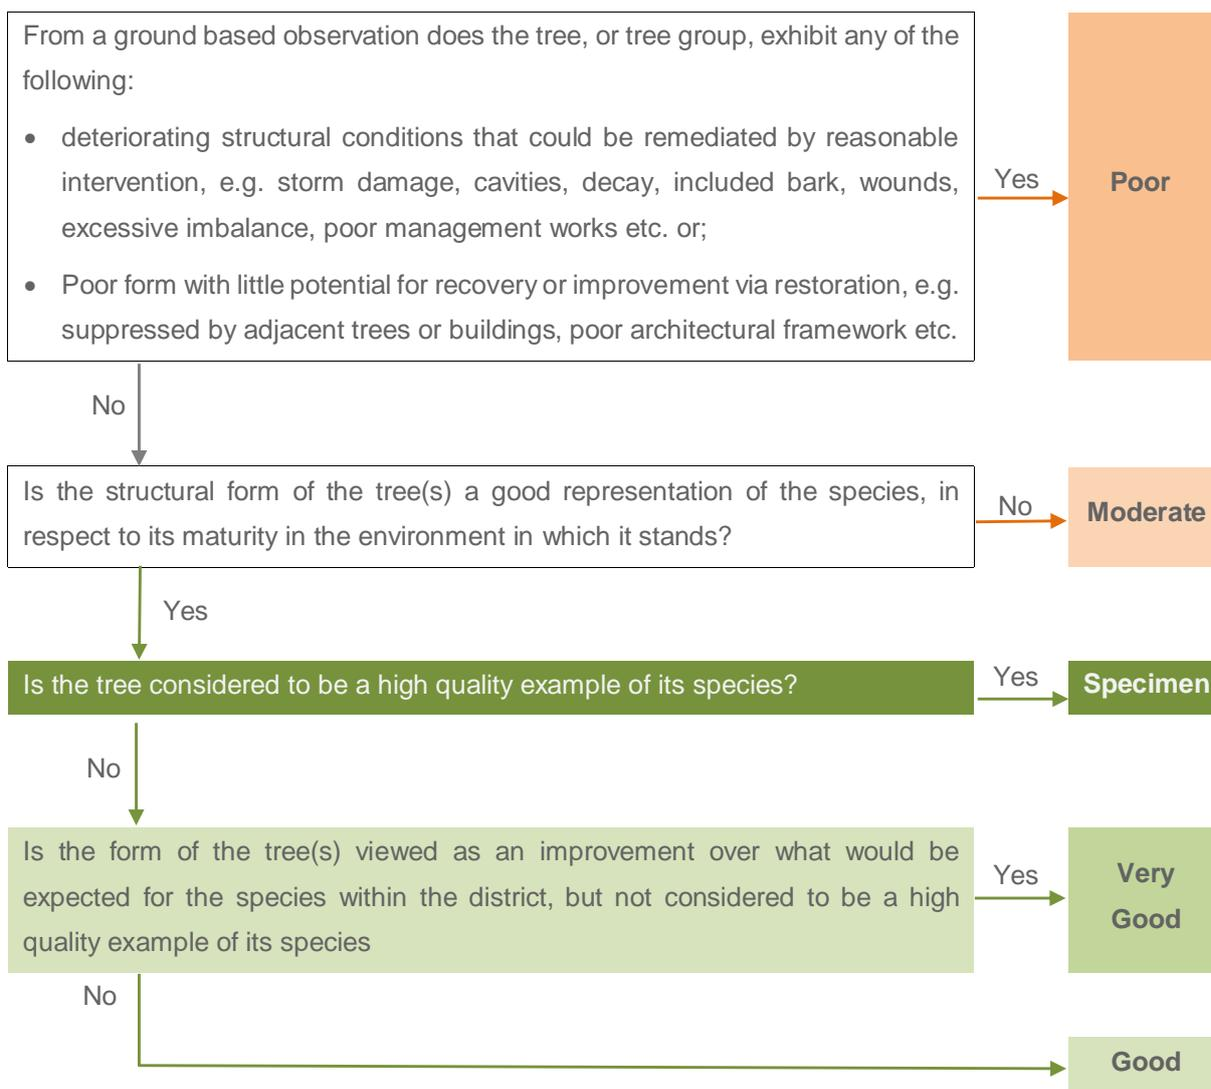 From a ground based observation does the tree, or tree group, exhibit any of the
following:
• deteriorating structural conditions that could be remediated by reasonable
intervention, e.g. storm damage, cavities, decay, included bark, wounds,
excessive imbalance, poor management works etc. or;
• Poor form with little potential for recovery or improvement via restoration, e.g.
suppressed by adjacent trees or buildings, poor architectural framework etc.
Yes
Poor
No
Is the structural form of the tree(s) a good representation of the species, in
respect to its maturity in the environment in which it stands?
No
Moderate
Yes
Is the tree considered to be a high quality example of its species?
Yes
Specimen
No
Is the form of the tree(s) viewed as an improvement over what would be
expected for the species within the district, but not considered to be a high
quality example of its species
Yes
Very
Good
No
Good